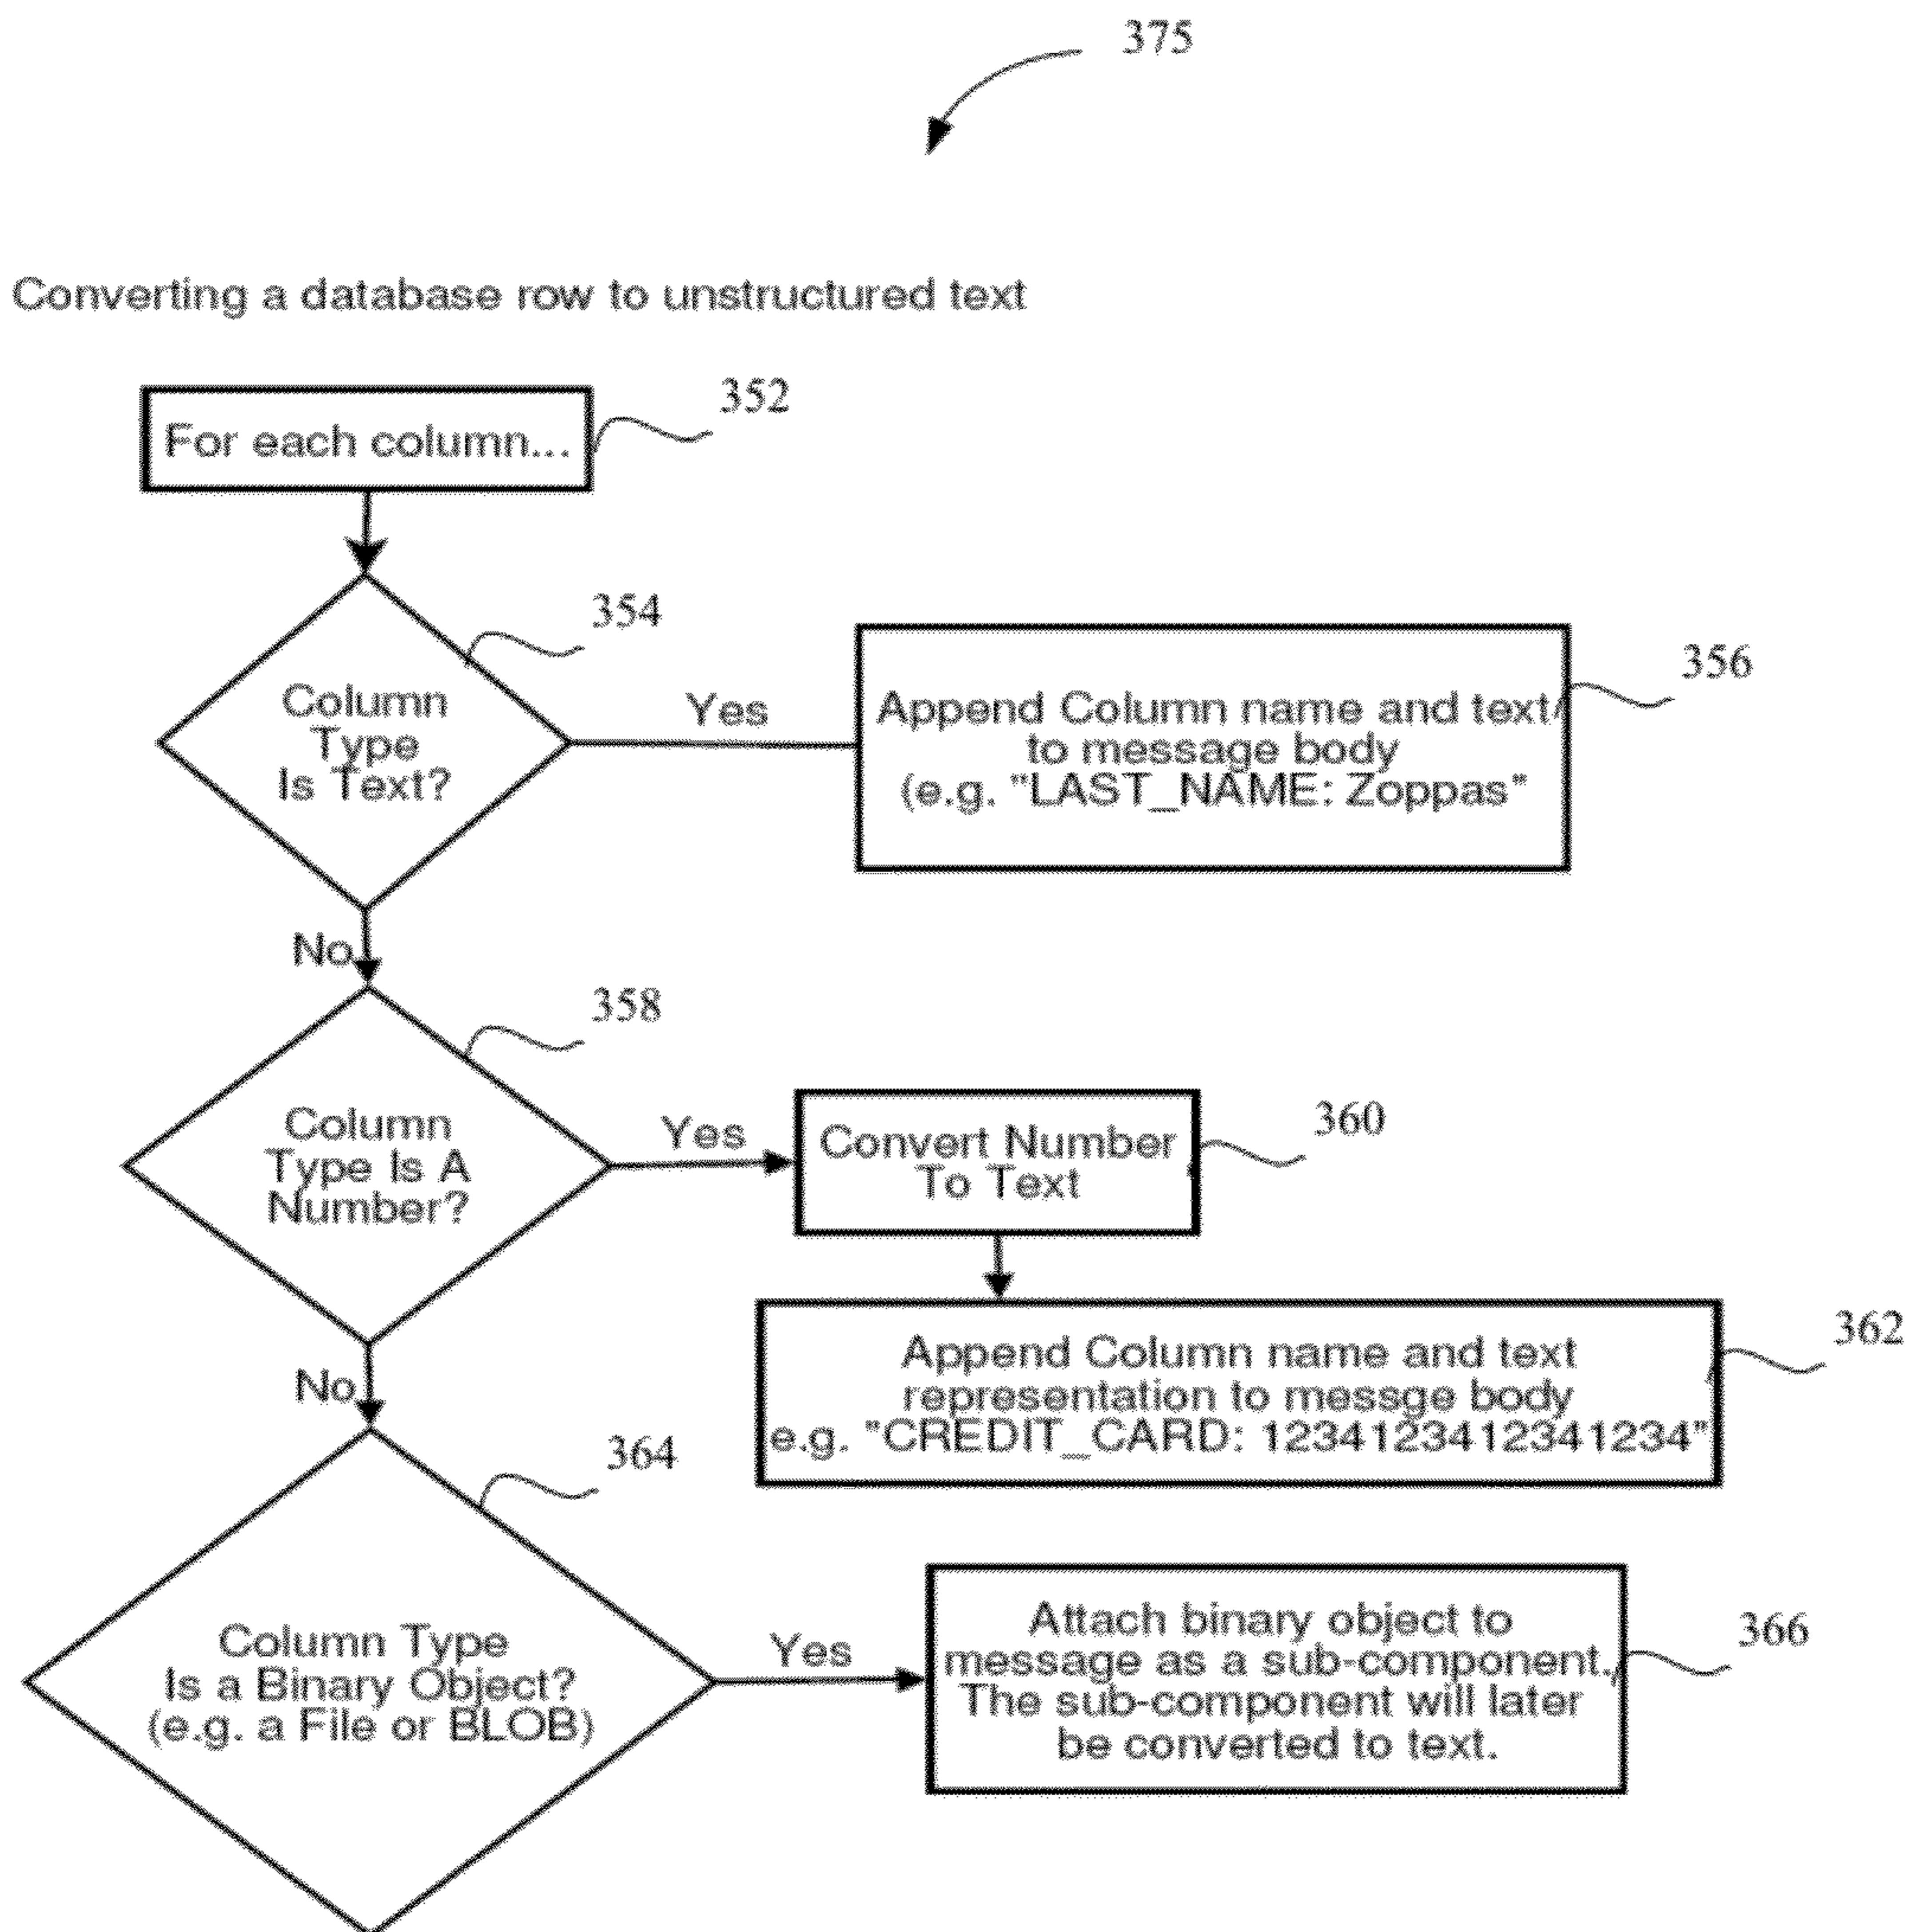 375
Converting a database row to unstructured text
352
For each column...
354
Column
Type
Is Text?
Yes
356
Append Column name and text
to message body
(e.g. "LAST_NAME: Zoppas"
No
358
Column
Type Is A
Number?
Yes
360
Convert Number
To Text
362
Append Column name and text
representation to messge body
e.g. "CREDIT_CARD: 1234123412341234"
No
364
Column Type
Is a Binary Object?
(e.g. a File or BLOB)
Yes
366
Attach binary object to
message as a sub-component.
The sub-component will later
be converted to text.